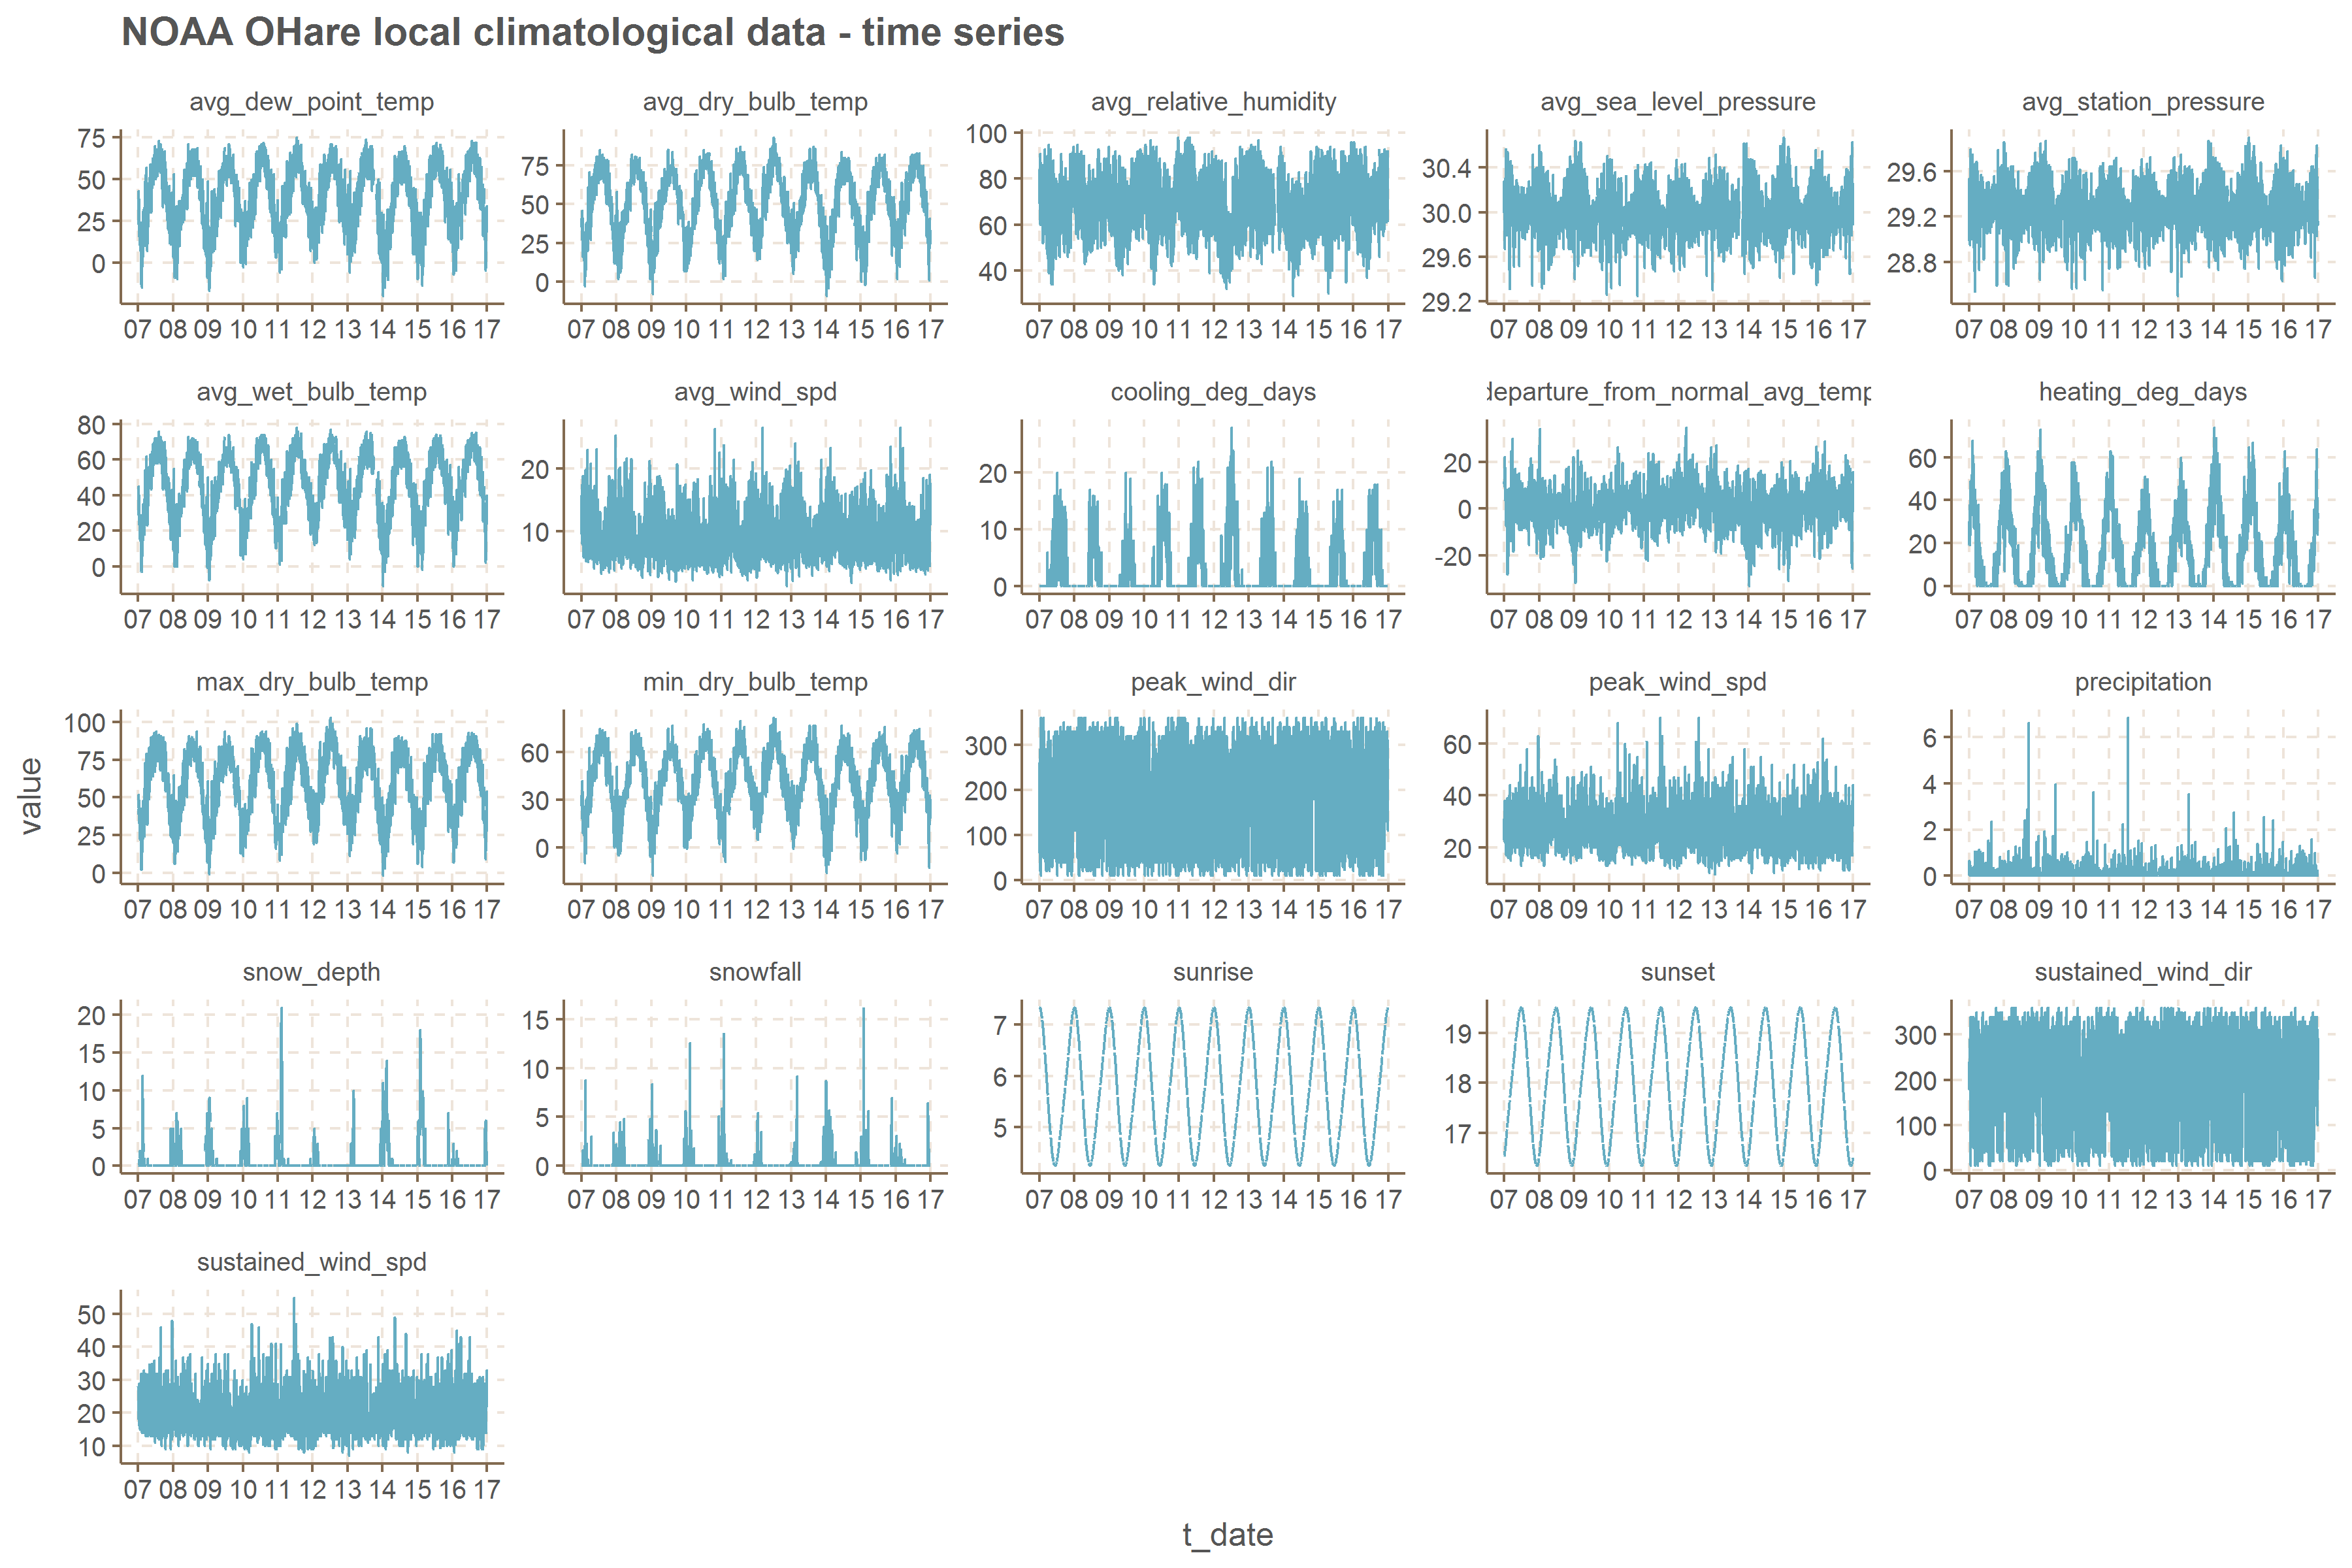 NOAA OHare local climatological data - time series
avg_dew_point_temp
avg_dry_bulb_temp
avg_relative_humidity
avg_sea_level_pressure
avg_station_pressure
75
50
25
0
75
50
25
0
100
80
60
40
30.4
30.0
29.6
29.2
29.6
29.2
28.8
07 08 09 10 11 12 13 14 15 16 17
07 08 09 10 11 12 13 14 15 16 17
07 08 09 10 11 12 13 14 15 16 17
07 08 09 10 11 12 13 14 15 16 17
07 08 09 10 11 12 13 14 15 16 17
avg_wet_bulb_temp
avg_wind_spd
cooling_deg_days
departure_from_normal_avg_temp
heating_deg_days
80
60
40
20
0
20
10
20
10
0
20
0
-20
60
40
20
0
07 08 09 10 11 12 13 14 15 16 17
07 08 09 10 11 12 13 14 15 16 17
07 08 09 10 11 12 13 14 15 16 17
07 08 09 10 11 12 13 14 15 16 17
07 08 09 10 11 12 13 14 15 16 17
value
max_dry_bulb_temp
min_dry_bulb_temp
peak_wind_dir
peak_wind_spd
precipitation
100
75
50
25
0
60
30
0
300
200
100
0
60
40
20
6
4
2
0
07 08 09 10 11 12 13 14 15 16 17
07 08 09 10 11 12 13 14 15 16 17
07 08 09 10 11 12 13 14 15 16 17
07 08 09 10 11 12 13 14 15 16 17
07 08 09 10 11 12 13 14 15 16 17
snow_depth
snowfall
sunrise
sunset
sustained_wind_dir
20
15
10
5
0
15
10
5
0
7
6
5
19
18
17
300
200
100
0
07 08 09 10 11 12 13 14 15 16 17
07 08 09 10 11 12 13 14 15 16 17
07 08 09 10 11 12 13 14 15 16 17
07 08 09 10 11 12 13 14 15 16 17
07 08 09 10 11 12 13 14 15 16 17
sustained_wind_spd
50
40
30
20
10
07 08 09 10 11 12 13 14 15 16 17
t_date